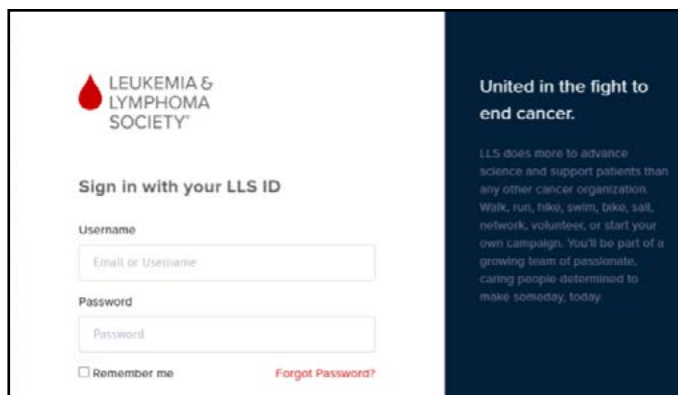 LEUKEMIA &
LYMPHOMA
SOCIETY®
Sign in with your LLS ID
Username
Email or Username
Password
Password
Remember me
Forgot Password?
United in the fight to
end cancer.
LLS does more to advance
science and support patients than
any other cancer organization.
Walk, run, hike, swim, bike, sail,
network, volunteer, or start your
own campaign. You'll be part of a
growing team of passionate,
caring people determined to
make someday, today.